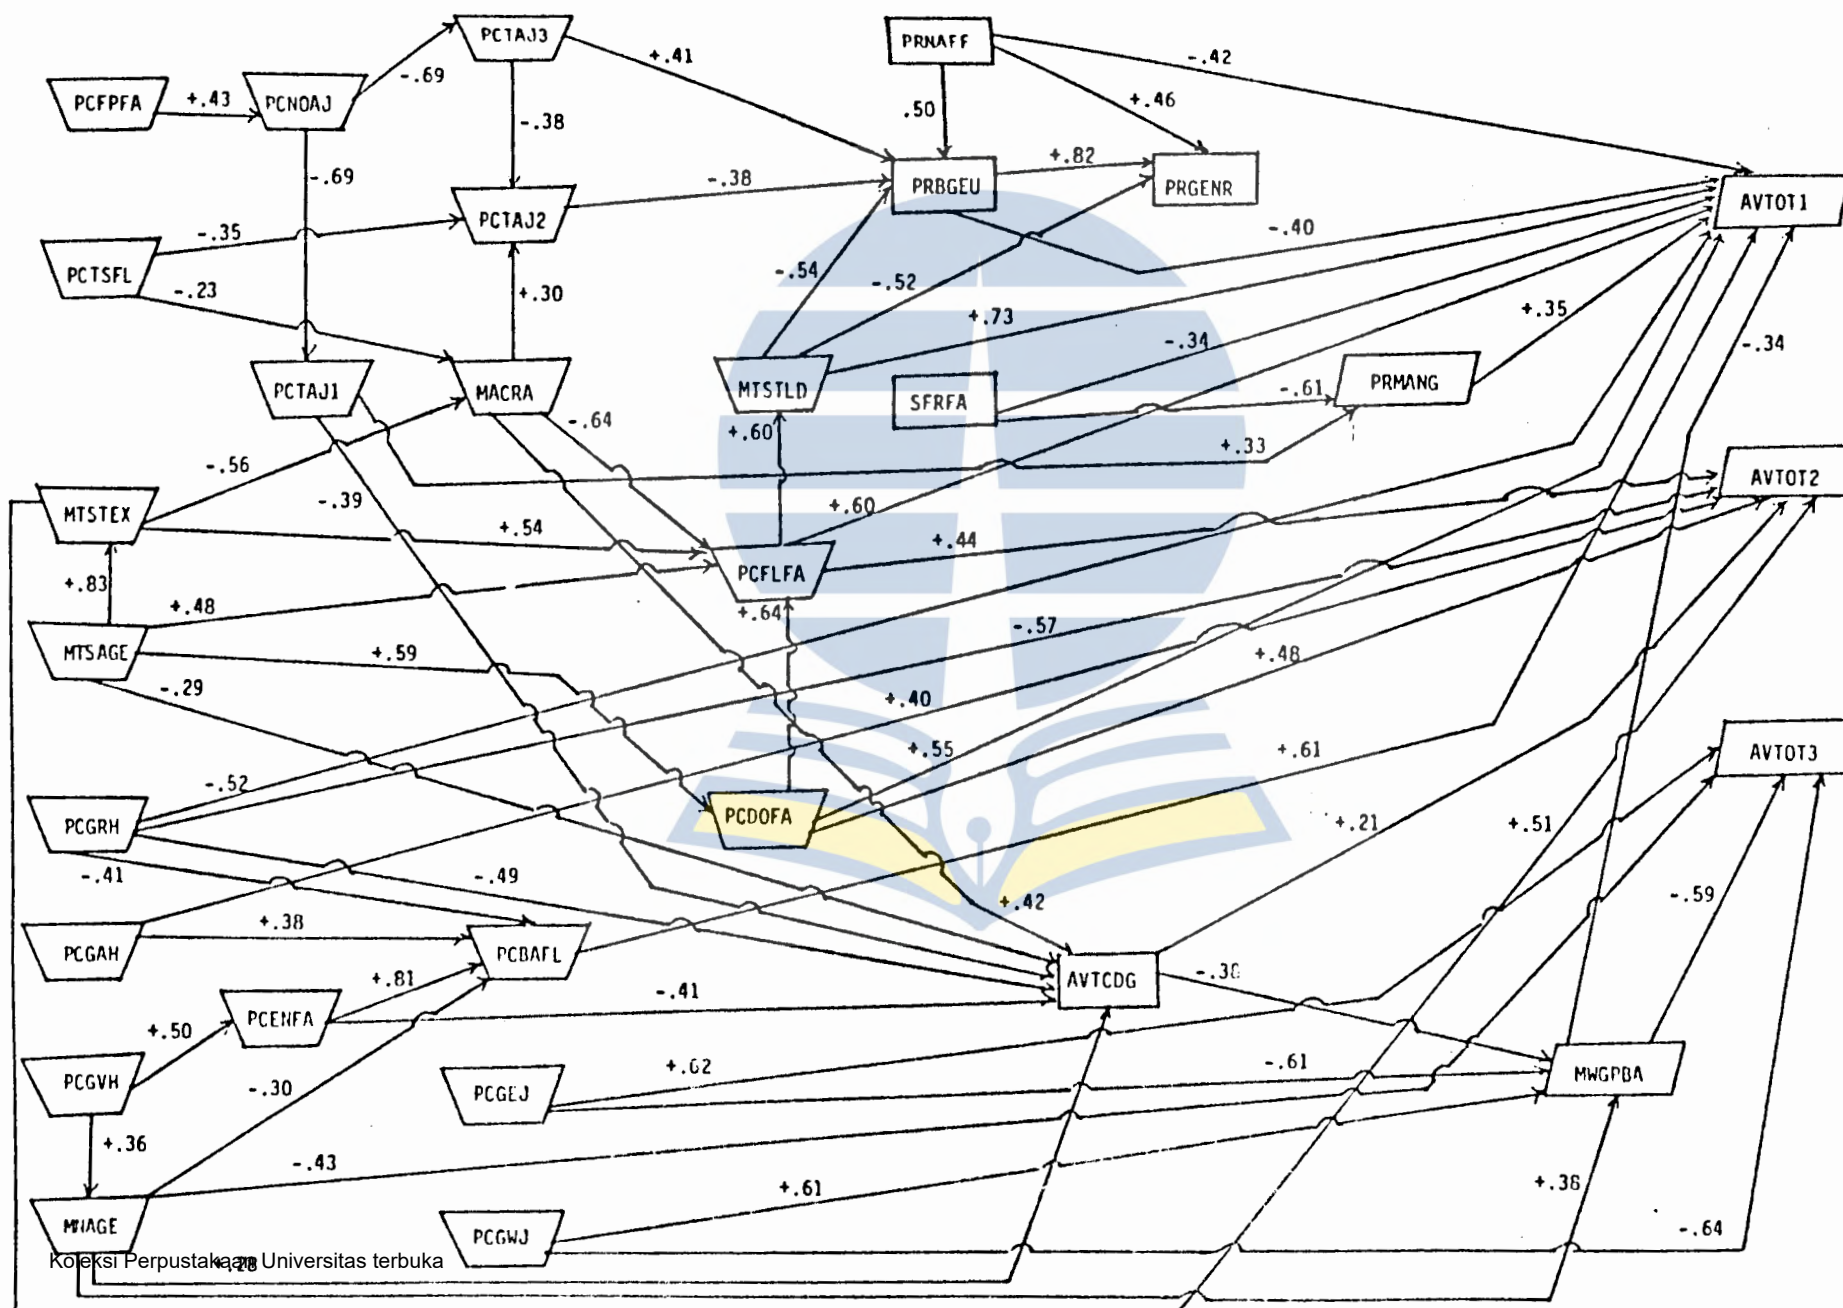 PCTAJ3
PRNAFF
+.41
-.42
PCFPFA
+.43
PCNOAJ
-.69
+.46
.50
-.38
-.69
+.82
PRBGEU
PRGENR
-.38
PCTAJ2
AVTOT1
-.35
-.40
PCTSFL
-.23
+.30
-.54
-.52
+.73
+.35
-.34
-.34
PCTAJ1
MACRA
MTSTLD
SFRFA
-.61
PRMANG
-.64
+.60
+.33
-.56
-.39
AVTOT2
MTSTEX
+.54
+.60
+.44
PCFLFA
+.83
+.48
+.64
-.57
MTSAGE
+.59
+.48
-.29
+.40
+.55
+.61
AVTOT3
-.52
PCGRH
PCDOFA
+.21
+.51
-.41
-.49
-.59
+.42
+.38
PCGAH
PCBAFL
+.81
AVTCDG
-.41
PCENFA
+.50
+.62
-.61
PCGVH
-.30
PCGEJ
MWGPBA
+.36
-.43
+.61
+.38
MNAGE
PCGWJ
-.64
Koleksi Perpustakaan Universitas terbuka